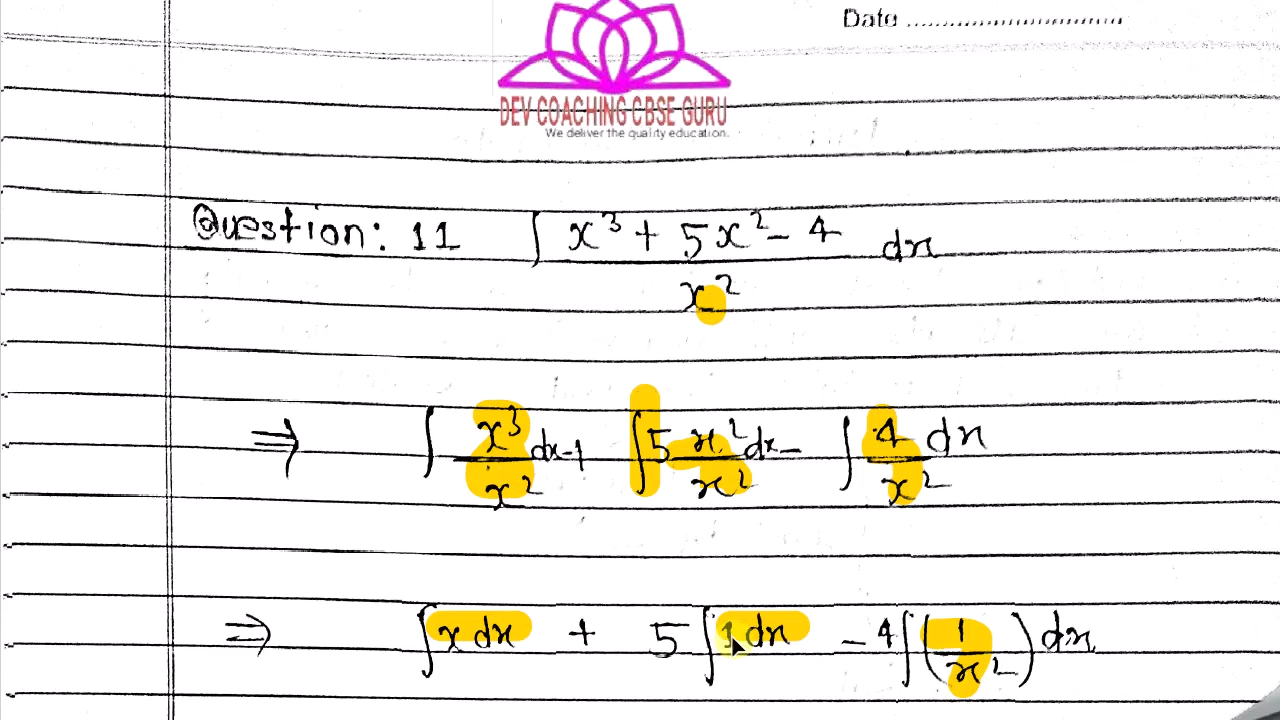 Date ..............................
DEV COACHING CBSE GURU
We deliver the quality education.
Question: 11 ∫ (x³ + 5x² - 4)/x² dx
⇒ ∫ x³/x² dx + ∫ 5 x²/x² dx - ∫ 4/x² dx
⇒ ∫ x dx + 5 ∫ 1 dx - 4 ∫ (1/x²) dx